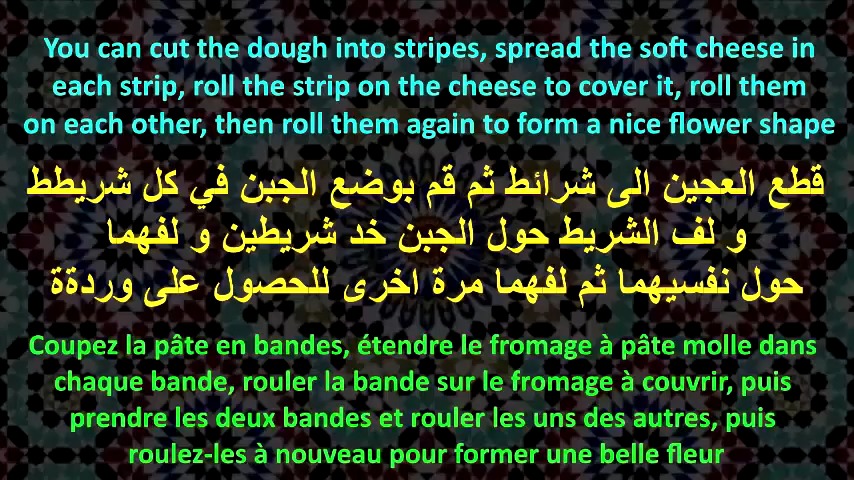 You can cut the dough into stripes, spread the soft cheese in
each strip, roll the strip on the cheese to cover it, roll them
on each other, then roll them again to form a nice flower shape
قطع العجين الى شرائط ثم قم بوضع الجبن في كل شريطط
و لف الشريط حول الجبن خد شريطين و لفهما
حول نفسيهما ثم لفهما مرة اخرى للحصول على وردةة
Coupez la pâte en bandes, étendre le fromage à pâte molle dans
chaque bande, rouler la bande sur le fromage à couvrir, puis
prendre les deux bandes et rouler les uns des autres, puis
roulez-les à nouveau pour former une belle fleur